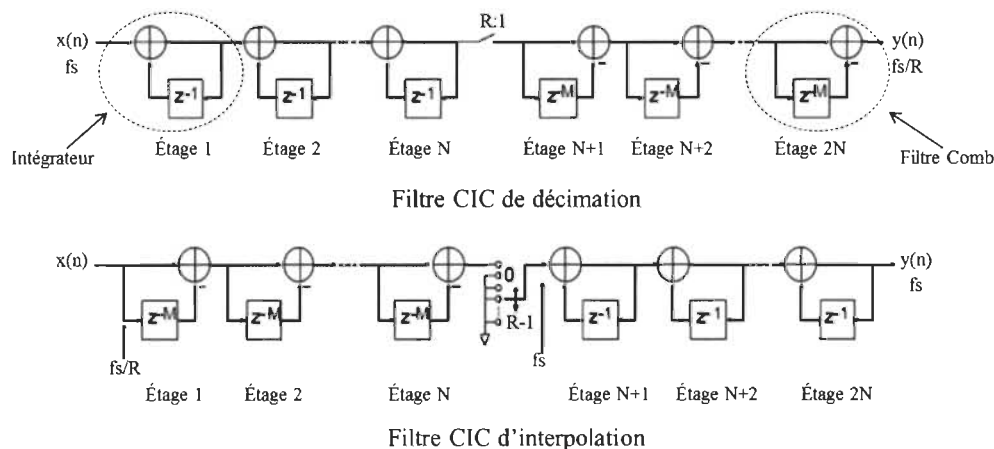 x(n)
R:1
y(n)
fs
fs/R
z-1
z-1
z-1
z-M
z-M
z-M
Intégrateur
Étage 1
Étage 2
Étage N
Étage N+1
Étage N+2
Étage 2N
Filtre Comb
Filtre CIC de décimation
x(n)
y(n)
0
fs
z-M
z-M
z-M
R-1
z-1
z-1
z-1
fs/R
fs
Étage 1
Étage 2
Étage N
Étage N+1
Étage N+2
Étage 2N
Filtre CIC d'interpolation